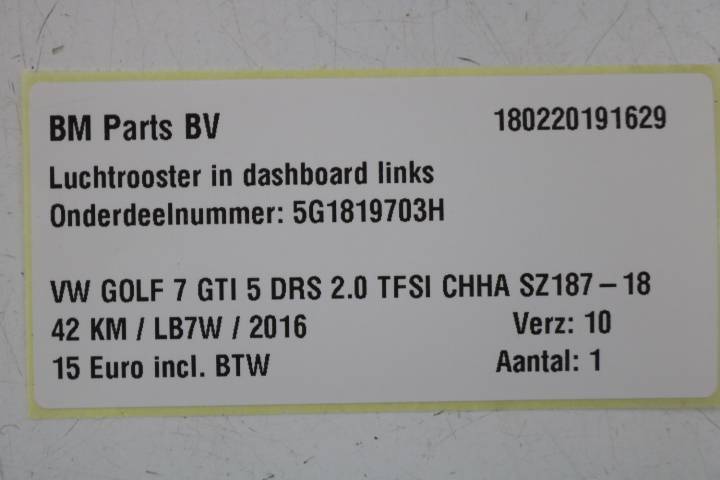 BM Parts BV 180220191629
Luchtrooster in dashboard links
Onderdeelnummer: 5G1819703H
VW GOLF 7 GTI 5 DRS 2.0 TFSI CHHA SZ187-18
42 KM / LB7W / 2016 Verz: 10
15 Euro incl. BTW Aantal: 1